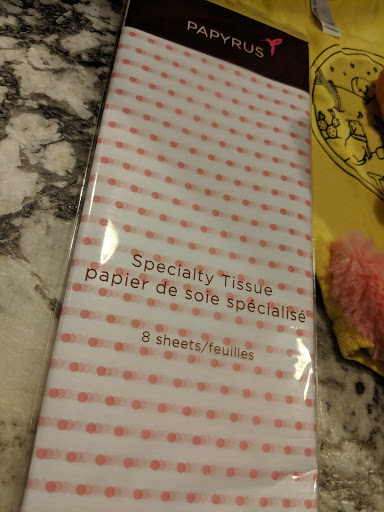 PAPYRUS
Specialty Tissue
papier de soie spécialisé
8 sheets/feuilles